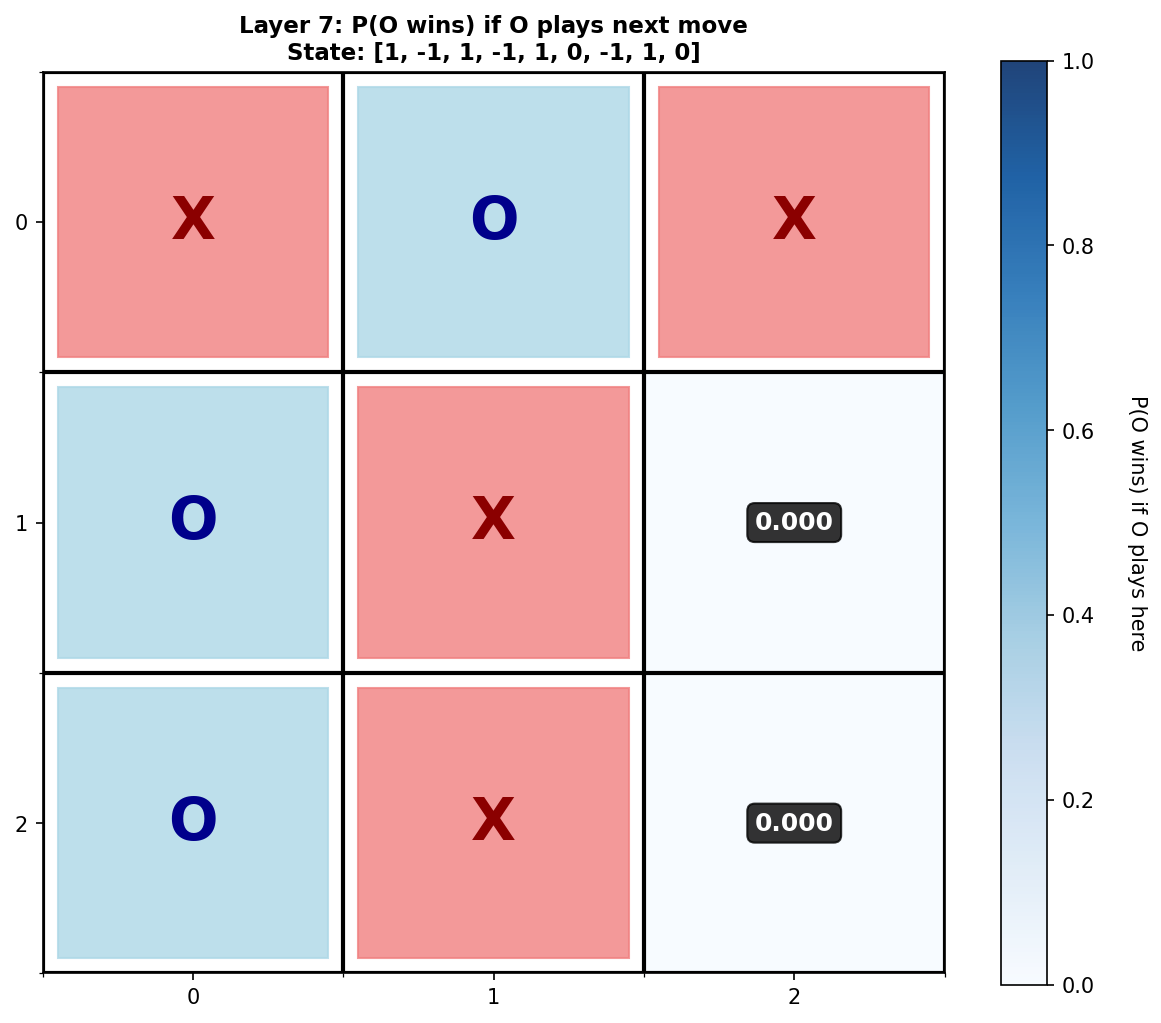 Layer 7: P(O wins) if O plays next move
State: [1, -1, 1, -1, 1, 0, -1, 1, 0]
0
X
O
X
1
O
X
0.000
2
O
X
0.000
0
1
2
1.0
0.8
0.6
0.4
0.2
0.0
P(O wins) if O plays here